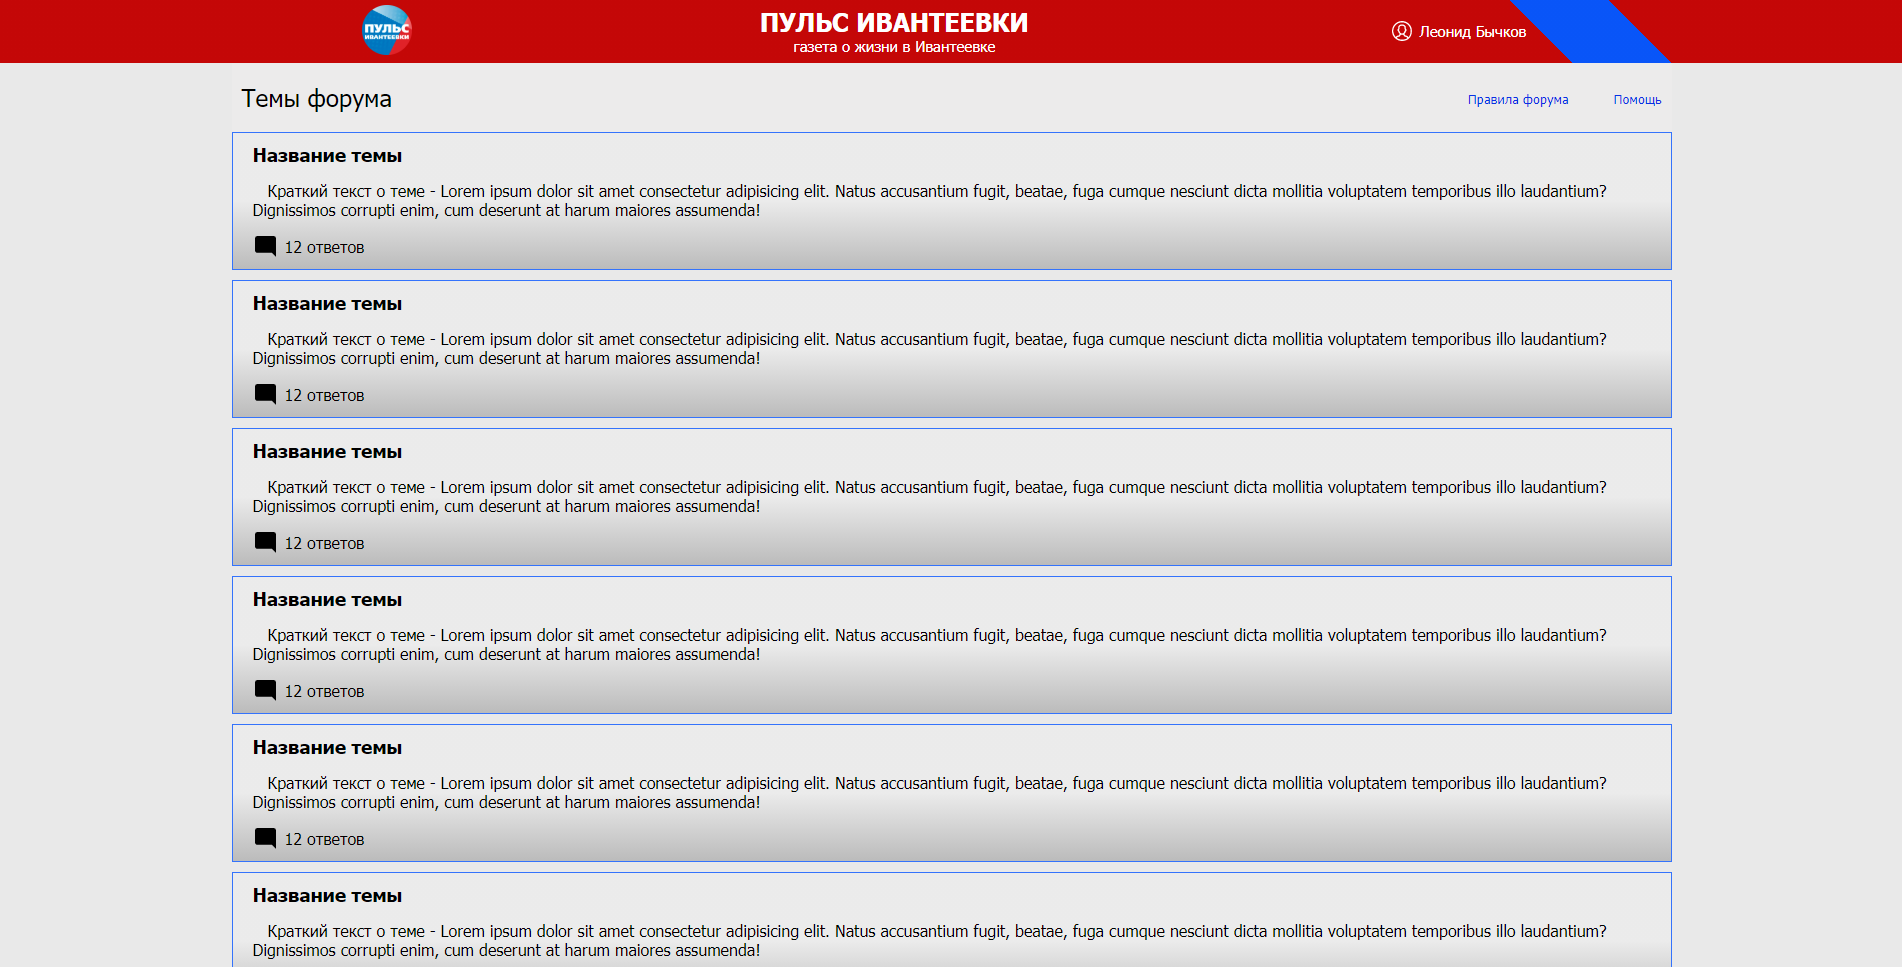 ПУЛЬС
ИВАНТЕЕВКИ
ПУЛЬС ИВАНТЕЕВКИ
газета о жизни в Ивантеевке
Леонид Бычков
Темы форума
Правила форума
Помощь
Название темы
Краткий текст о теме - Lorem ipsum dolor sit amet consectetur adipisicing elit. Natus accusantium fugit, beatae, fuga cumque nesciunt dicta mollitia voluptatem temporibus illo laudantium?
Dignissimos corrupti enim, cum deserunt at harum maiores assumenda!
12 ответов
Название темы
Краткий текст о теме - Lorem ipsum dolor sit amet consectetur adipisicing elit. Natus accusantium fugit, beatae, fuga cumque nesciunt dicta mollitia voluptatem temporibus illo laudantium?
Dignissimos corrupti enim, cum deserunt at harum maiores assumenda!
12 ответов
Название темы
Краткий текст о теме - Lorem ipsum dolor sit amet consectetur adipisicing elit. Natus accusantium fugit, beatae, fuga cumque nesciunt dicta mollitia voluptatem temporibus illo laudantium?
Dignissimos corrupti enim, cum deserunt at harum maiores assumenda!
12 ответов
Название темы
Краткий текст о теме - Lorem ipsum dolor sit amet consectetur adipisicing elit. Natus accusantium fugit, beatae, fuga cumque nesciunt dicta mollitia voluptatem temporibus illo laudantium?
Dignissimos corrupti enim, cum deserunt at harum maiores assumenda!
12 ответов
Название темы
Краткий текст о теме - Lorem ipsum dolor sit amet consectetur adipisicing elit. Natus accusantium fugit, beatae, fuga cumque nesciunt dicta mollitia voluptatem temporibus illo laudantium?
Dignissimos corrupti enim, cum deserunt at harum maiores assumenda!
12 ответов
Название темы
Краткий текст о теме - Lorem ipsum dolor sit amet consectetur adipisicing elit. Natus accusantium fugit, beatae, fuga cumque nesciunt dicta mollitia voluptatem temporibus illo laudantium?
Dignissimos corrupti enim, cum deserunt at harum maiores assumenda!